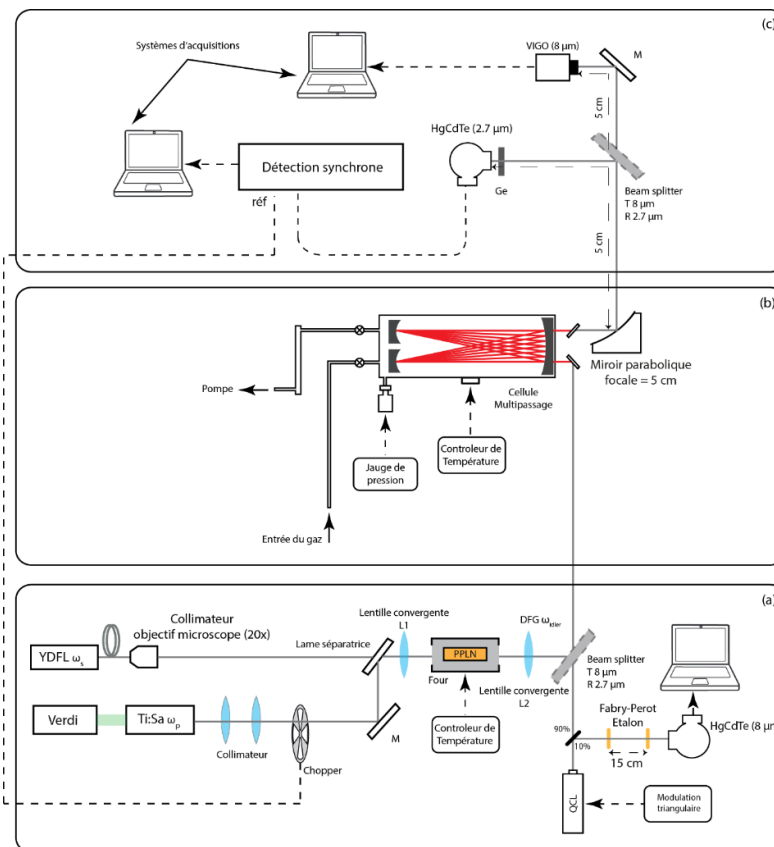 (c)
Systèmes d'acquisitions
VIGO (8 µm)
M
5 cm
HgCdTe (2.7 µm)
Détection synchrone
réf
Ge
Beam splitter
T 8 µm
R 2.7 µm
5 cm
(b)
Pompe
Cellule
Multipassage
Miroir parabolique
focale = 5 cm
Jauge de
pression
Controleur de
Température
Entrée du gaz
(a)
Collimateur
objectif microscope (20x)
Lentille convergente
L1
DFG ωidler
YDFL ωs
Lame séparatrice
PPLN
Four
Lentille convergente
L2
Beam splitter
T 8 µm
R 2.7 µm
Verdi
Ti:Sa ωp
Collimateur
Chopper
M
Controleur de
Température
90%
10%
Fabry-Perot
Etalon
HgCdTe (8 µm
15 cm
QCL
Modulation
triangulaire